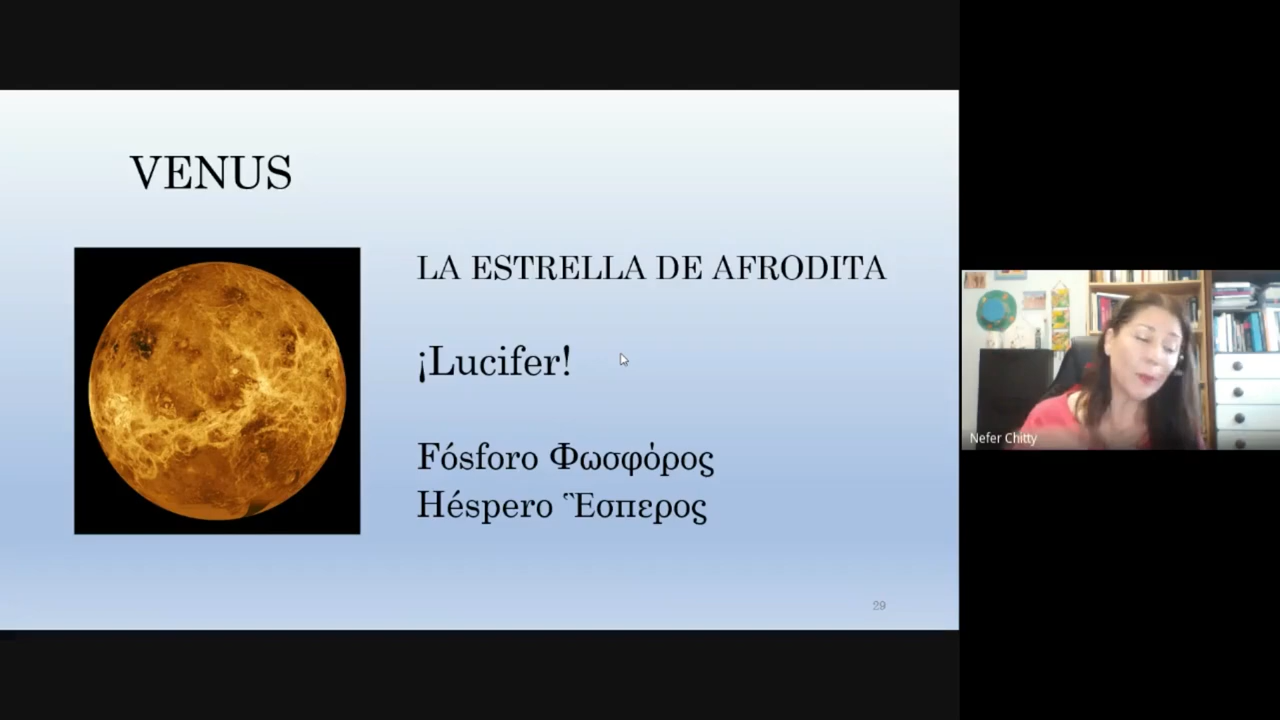 VENUS
LA ESTRELLA DE AFRODITA
¡Lucifer!
Fósforo Φωσφόρος
Héspero Ἕσπερος
29
Nefer Chitty